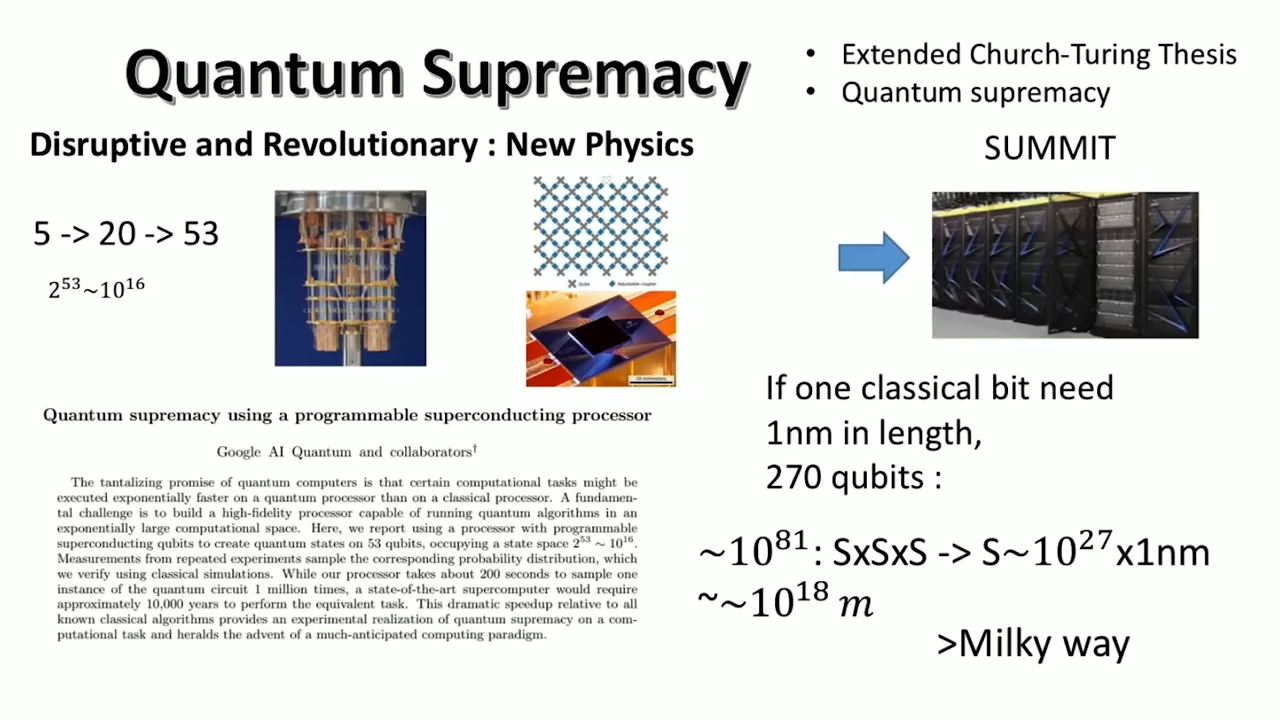 Quantum Supremacy
• Extended Church-Turing Thesis
• Quantum supremacy
Disruptive and Revolutionary : New Physics
SUMMIT
5 -> 20 -> 53
2^53~10^16
Qubit
Adjustable coupler
10 millimeters
Quantum supremacy using a programmable superconducting processor
Google AI Quantum and collaborators†
The tantalizing promise of quantum computers is that certain computational tasks might be
executed exponentially faster on a quantum processor than on a classical processor. A fundamen-
tal challenge is to build a high-fidelity processor capable of running quantum algorithms in an
exponentially large computational space. Here, we report using a processor with programmable
superconducting qubits to create quantum states on 53 qubits, occupying a state space 2^53 ∼ 10^16.
Measurements from repeated experiments sample the corresponding probability distribution, which
we verify using classical simulations. While our processor takes about 200 seconds to sample one
instance of the quantum circuit 1 million times, a state-of-the-art supercomputer would require
approximately 10,000 years to perform the equivalent task. This dramatic speedup relative to all
known classical algorithms provides an experimental realization of quantum supremacy on a com-
putational task and heralds the advent of a much-anticipated computing paradigm.
If one classical bit need
1nm in length,
270 qubits :
~10^81: SxSxS -> S~10^27x1nm
~~10^18 m
>Milky way